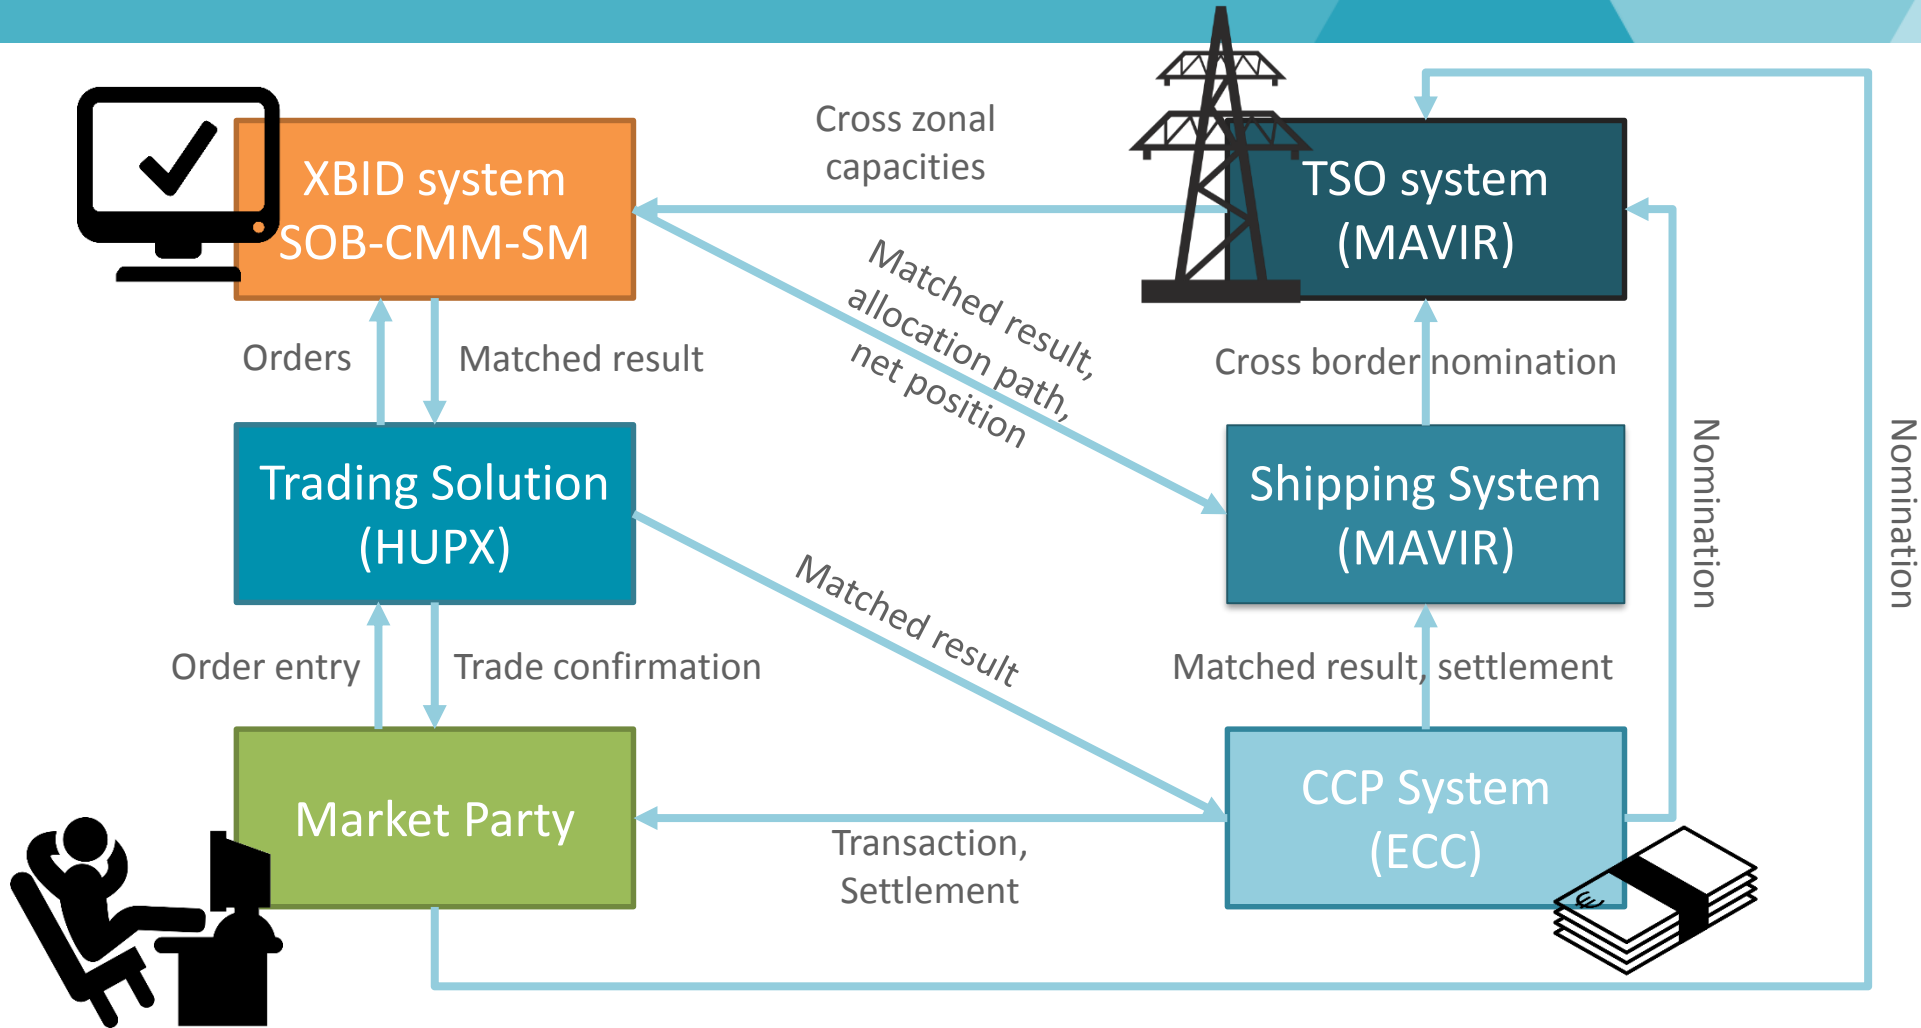 Cross zonal
capacities
XBID system
SOB-CMM-SM
TSO system
(MAVIR)
Matched result,
allocation path,
net position
Orders
Matched result
Cross border nomination
Trading Solution
(HUPX)
Shipping System
(MAVIR)
Nomination
Nomination
Matched result
Order entry
Trade confirmation
Matched result, settlement
Market Party
CCP System
(ECC)
Transaction,
Settlement
€